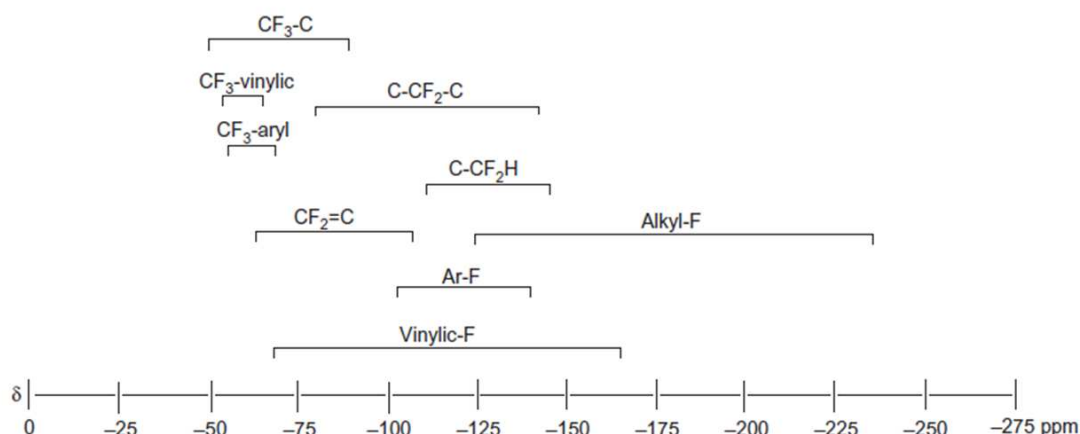 CF₃-C
CF₃-vinylic
C-CF₂-C
CF₃-aryl
C-CF₂H
CF₂=C
Alkyl-F
Ar-F
Vinylic-F
δ
0 –25 –50 –75 –100 –125 –150 –175 –200 –225 –250 –275 ppm